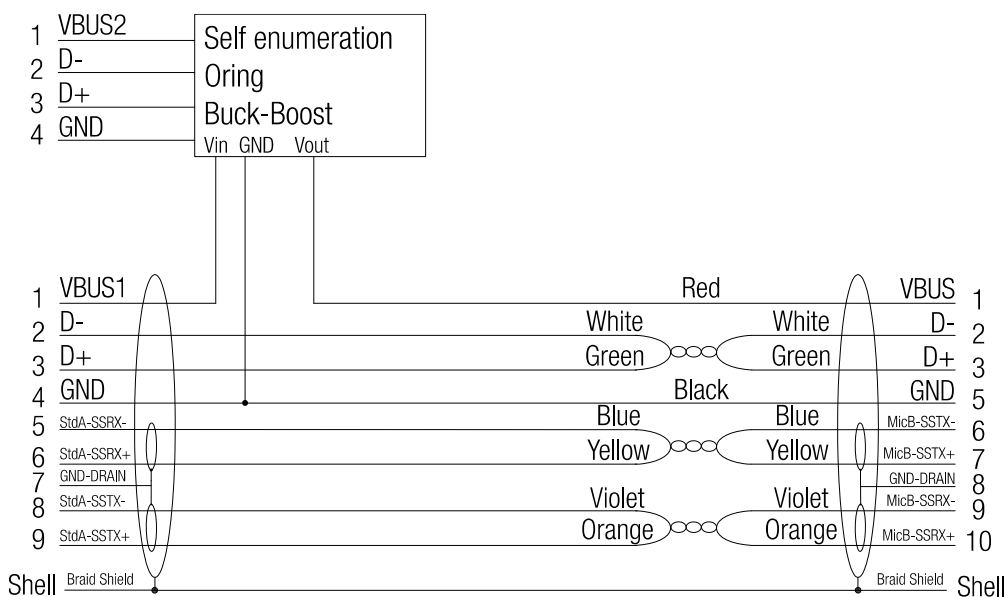 1 VBUS2
2 D-
3 D+
4 GND
Self enumeration
Oring
Buck-Boost
Vin GND Vout
1 VBUS1 Red VBUS 1
2 D- White White D- 2
3 D+ Green Green D+ 3
4 GND Black GND 5
5 StdA-SSRX- Blue Blue MicB-SSTX- 6
6 StdA-SSRX+ Yellow Yellow MicB-SSTX+ 7
7 GND-DRAIN GND-DRAIN 8
8 StdA-SSTX- Violet Violet MicB-SSRX- 9
9 StdA-SSTX+ Orange Orange MicB-SSRX+ 10
Shell Braid Shield Braid Shield Shell